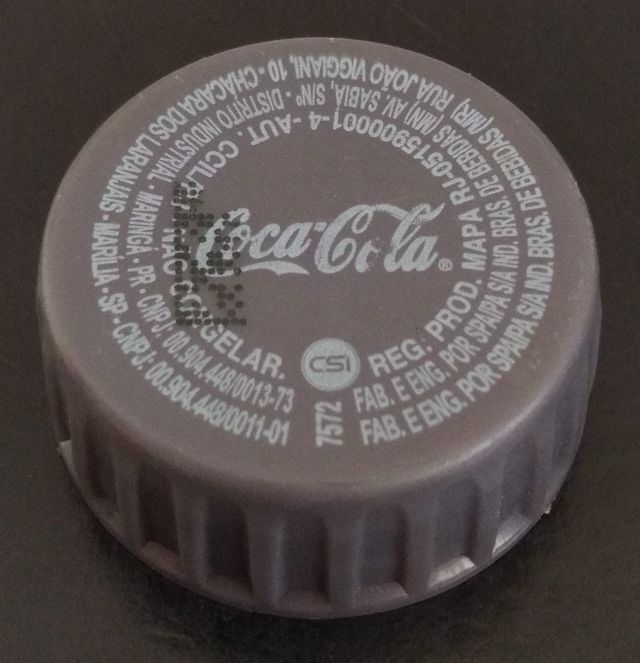 Coca-Cola®
REG. PROD. MAPA RJ-0515900001-4 - AUT. CCIL. NÃO CONGELAR.
FAB. E ENG. POR SPAIPA S/A IND. BRAS. DE BEBIDAS (MN) AV. SABIÁ, S/Nº - DISTRITO INDUSTRIAL - MARINGÁ - PR - CNPJ: 00.904.448/0013-73
FAB. E ENG. POR SPAIPA S/A IND. BRAS. DE BEBIDAS (MR) RUA JOÃO VIGGIANI, 10 - CHÁCARA DOS LARANJAIS - MARÍLIA - SP - CNPJ: 00.904.448/0011-01
CSI
7572